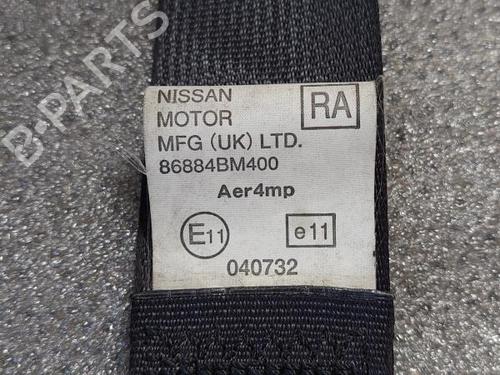 B-PARTS
NISSAN
MOTOR
RA
MFG (UK) LTD.
86884BM400
Aer4mp
E11
e11
040732